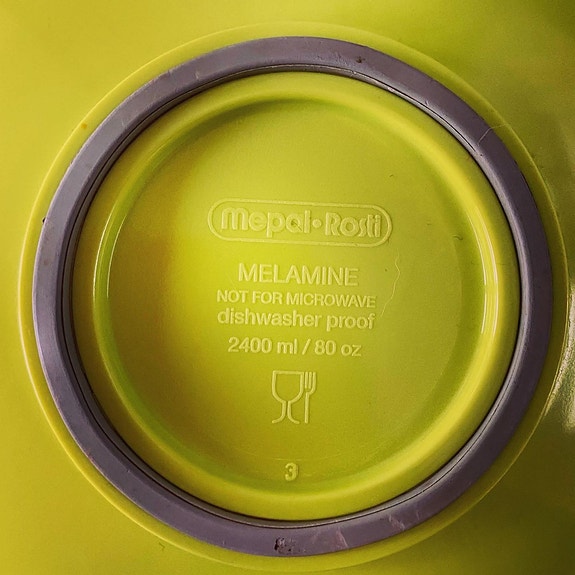 mepal•Rosti
MELAMINE
NOT FOR MICROWAVE
dishwasher proof
2400 ml / 80 oz
3